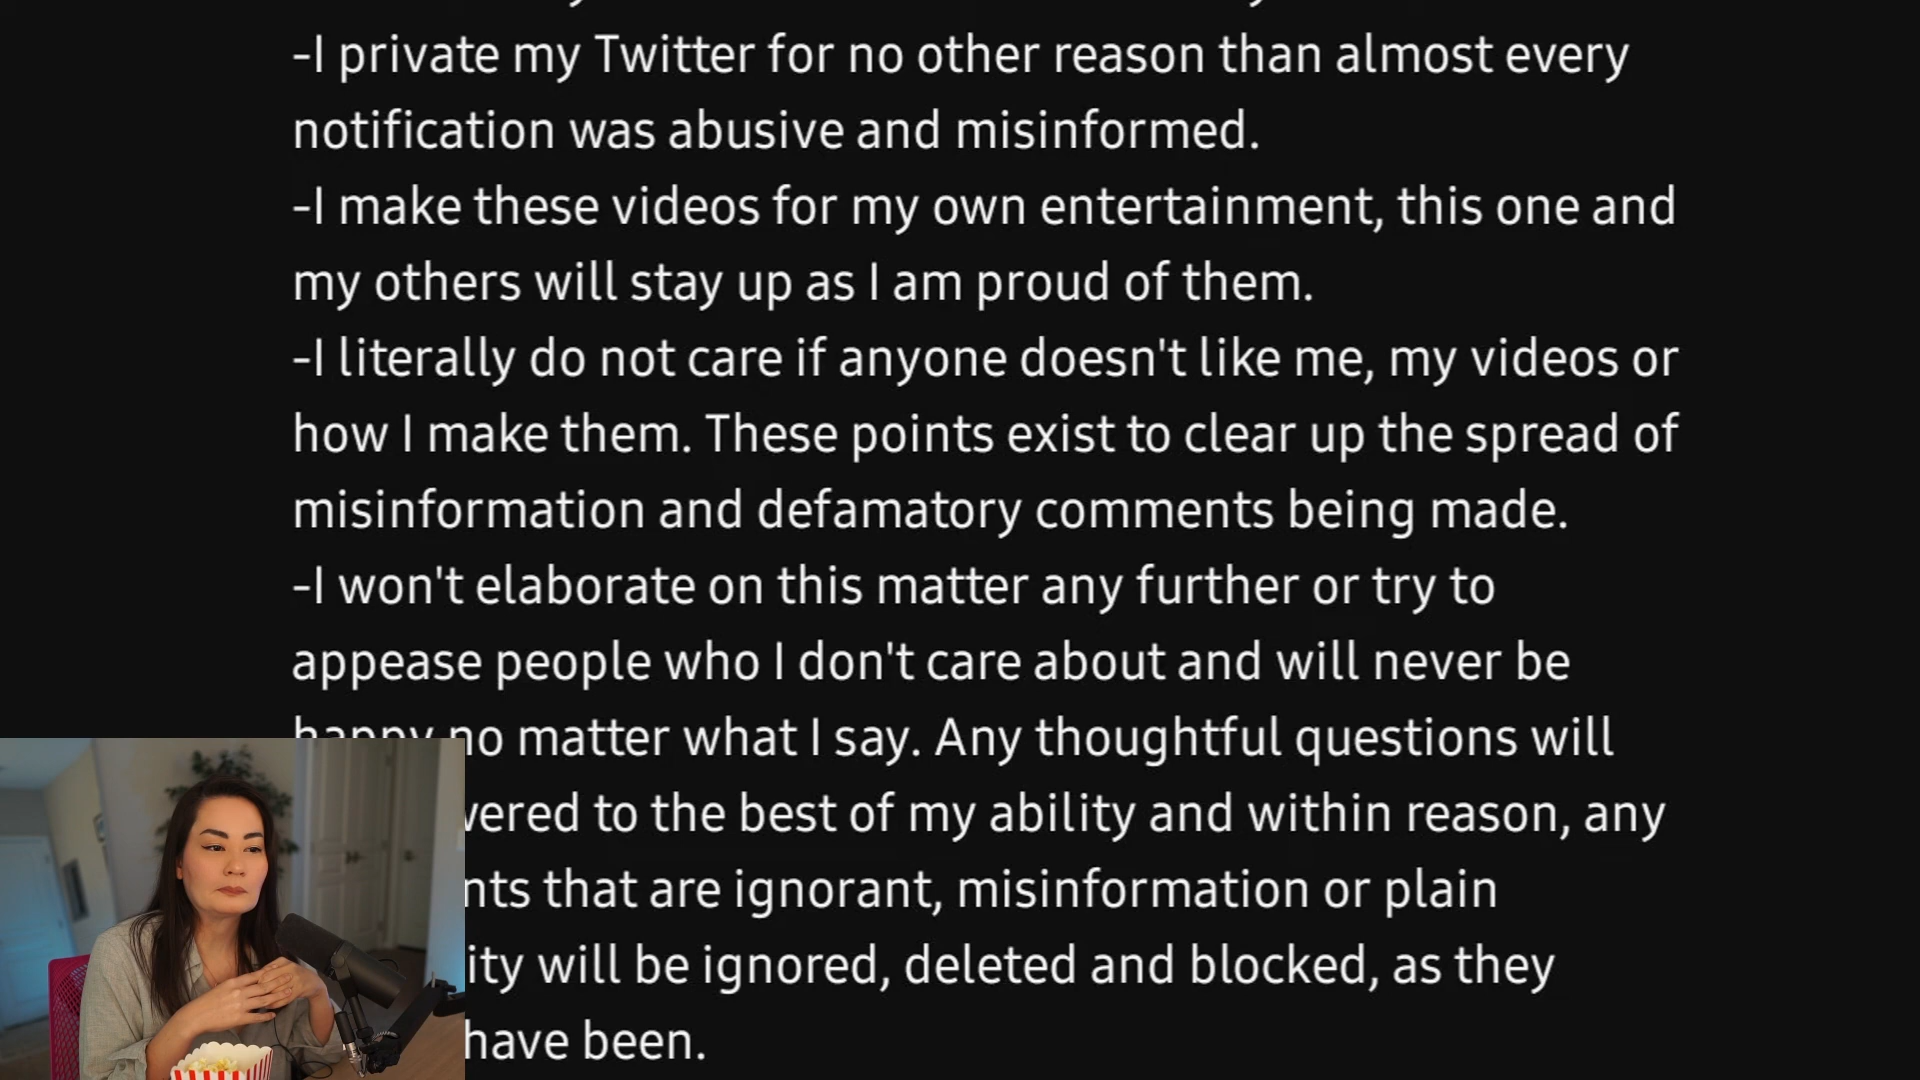 -I private my Twitter for no other reason than almost every
notification was abusive and misinformed.
-I make these videos for my own entertainment, this one and
my others will stay up as I am proud of them.
-I literally do not care if anyone doesn't like me, my videos or
how I make them. These points exist to clear up the spread of
misinformation and defamatory comments being made.
-I won't elaborate on this matter any further or try to
appease people who I don't care about and will never be
happy no matter what I say. Any thoughtful questions will
wered to the best of my ability and within reason, any
nts that are ignorant, misinformation or plain
ity will be ignored, deleted and blocked, as they
have been.